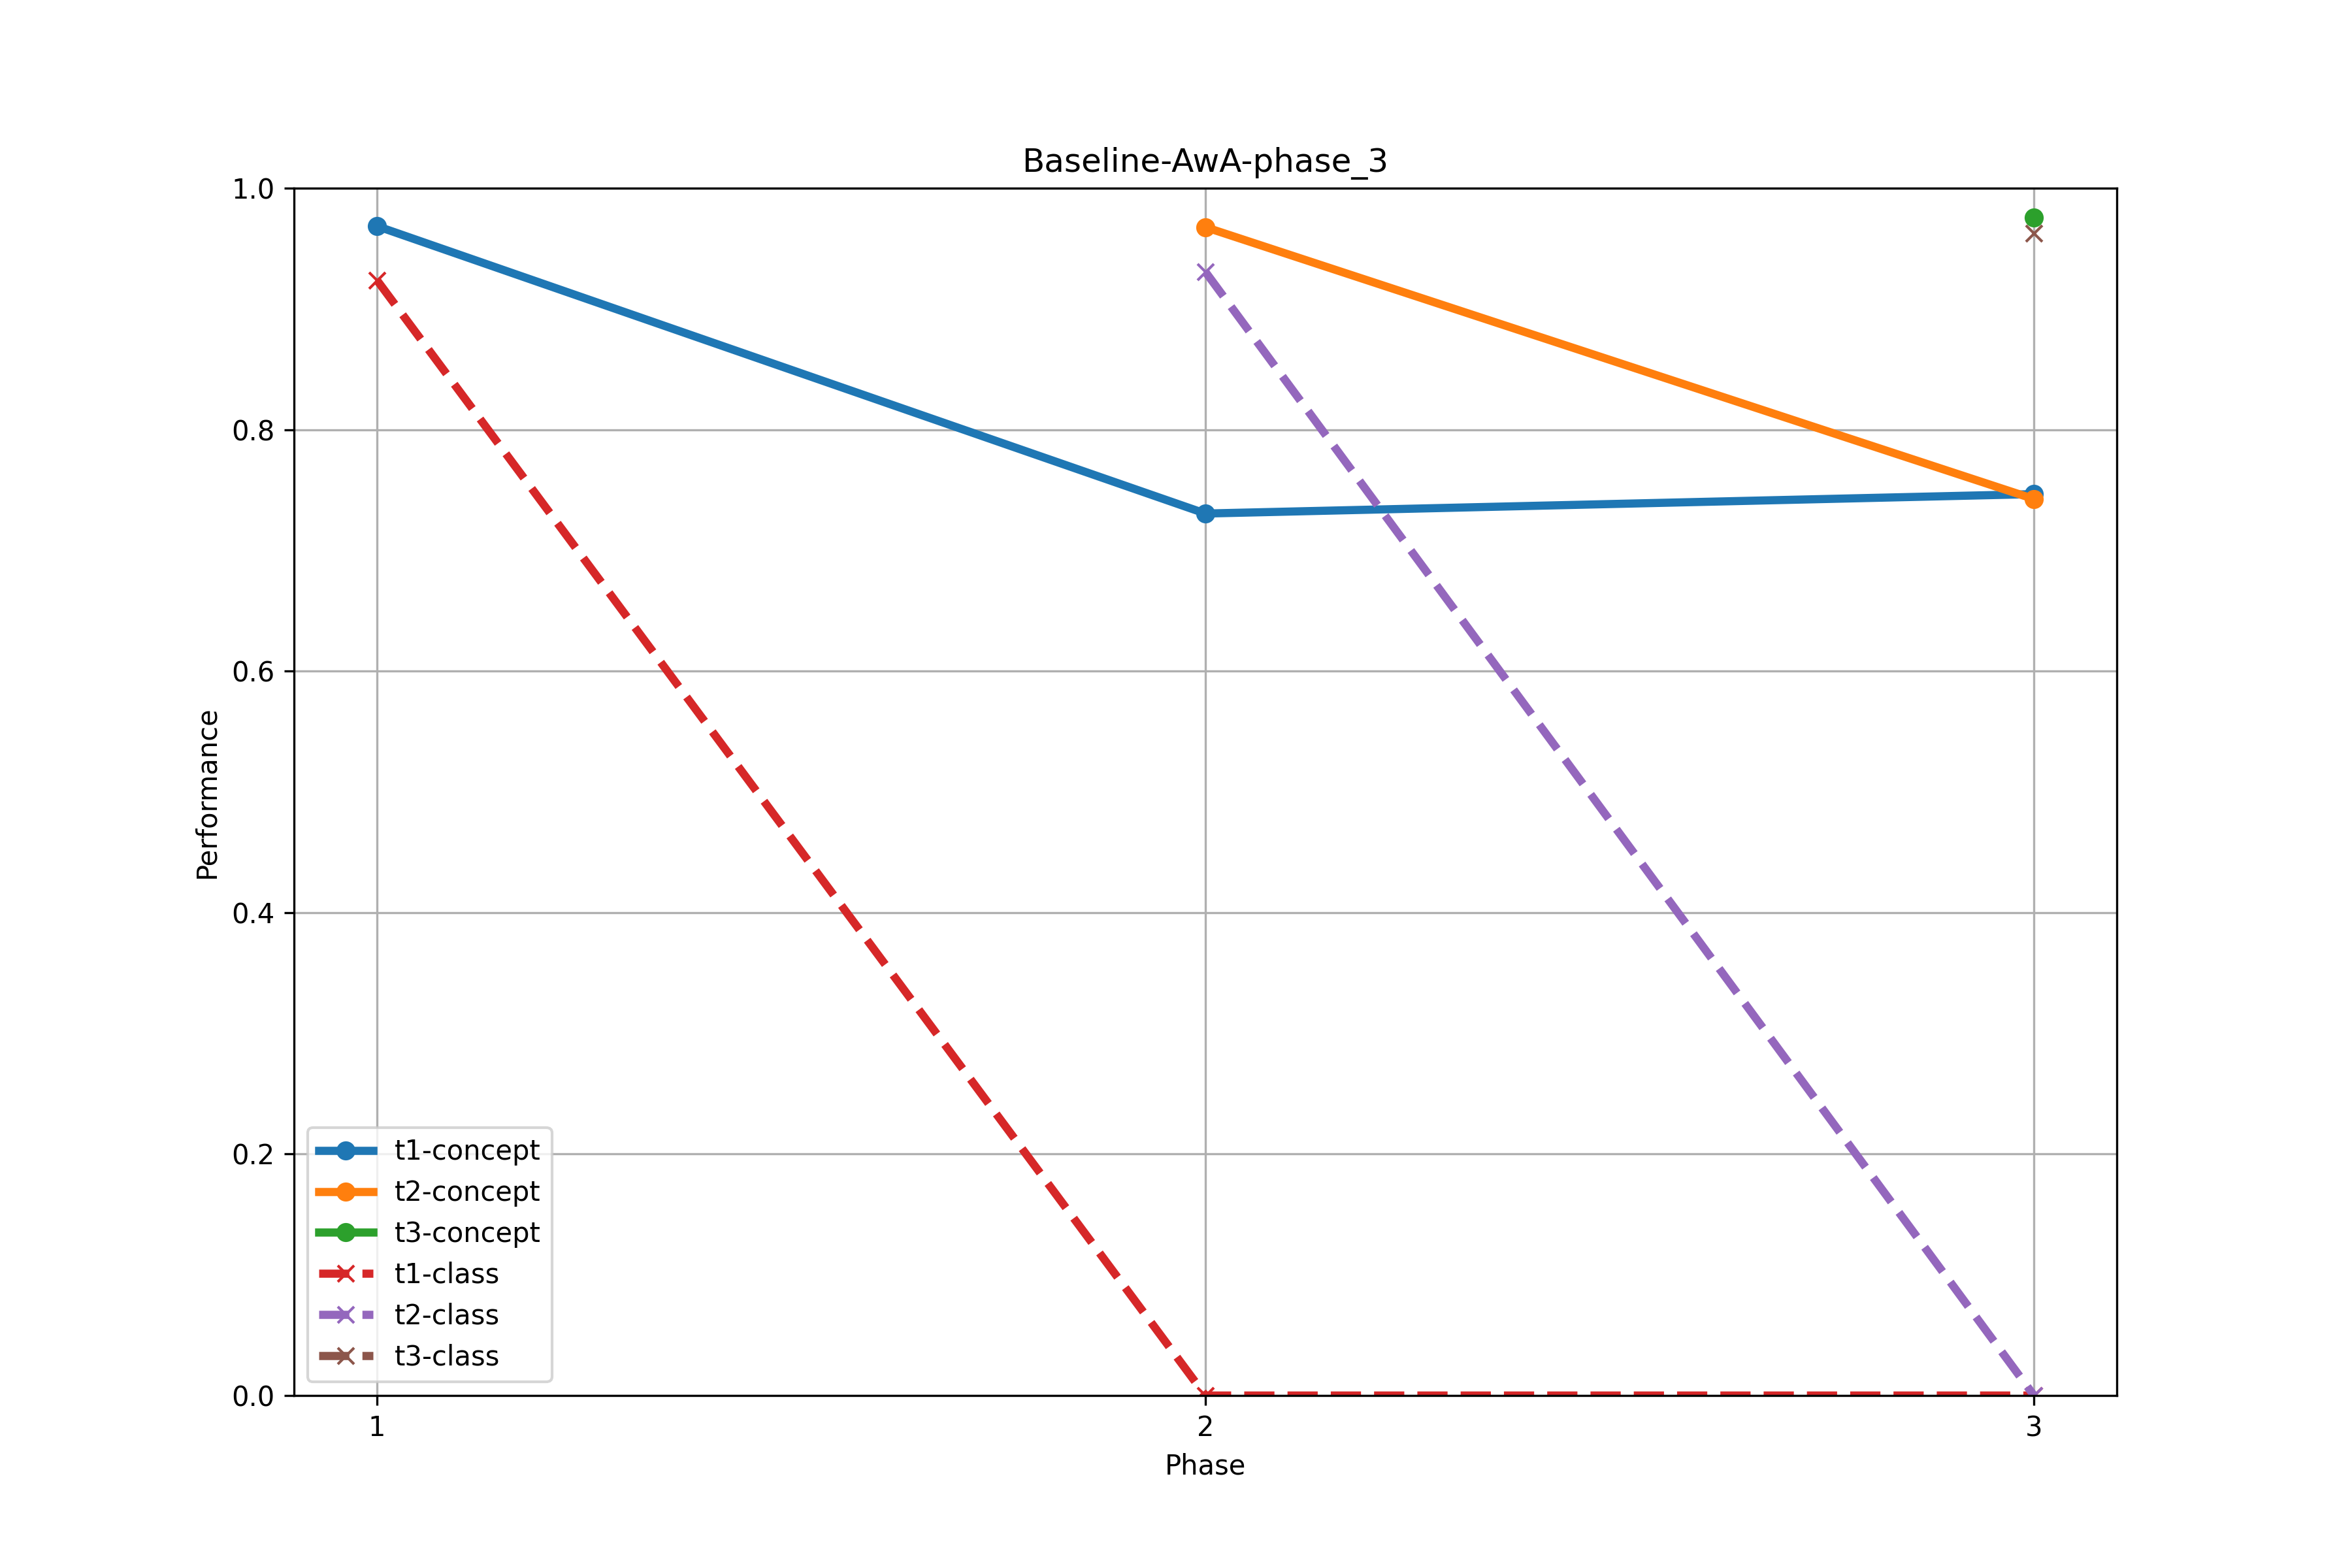 Baseline-AwA-phase_3
1.0
0.8
0.6
0.4
0.2
0.0
Performance
t1-concept
t2-concept
t3-concept
t1-class
t2-class
t3-class
1 2 3
Phase